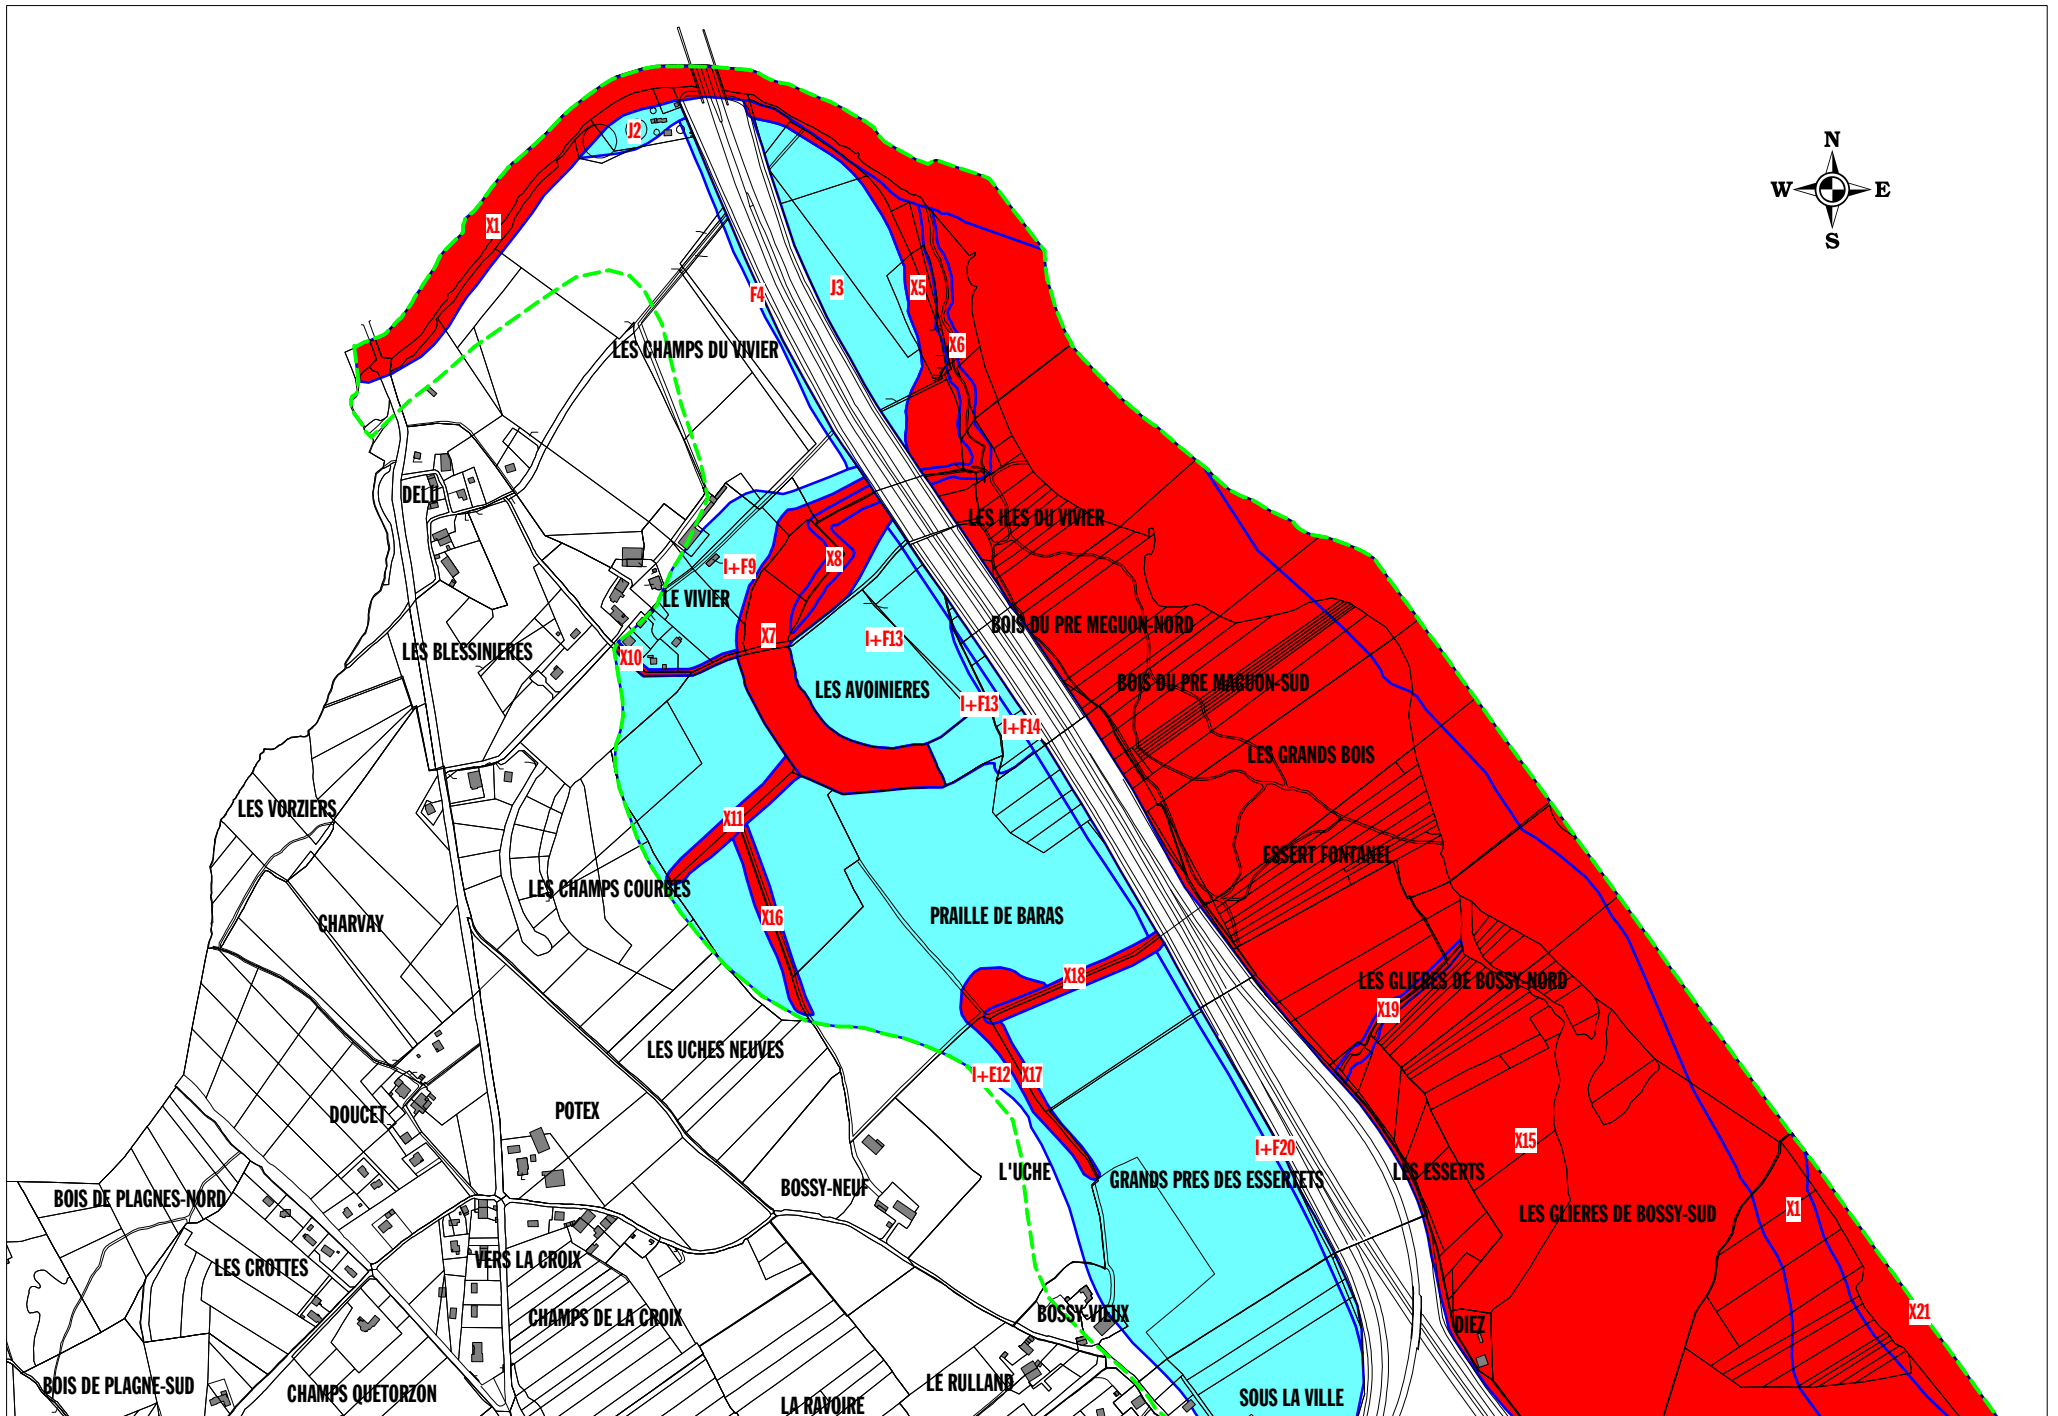 N
W E
S
J2
X1
F4
J3
X5
X6
LES CHAMPS DU VIVIER
DELU
LES ILES DU VIVIER
I+F9
X8
LE VIVIER
BOIS DU PRE MEGUON-NORD
X7
I+F13
X10
LES BLESSINIERES
LES AVOINIERES
BOIS DU PRE MAGUON-SUD
I+F13
I+F14
LES GRANDS BOIS
LES VORZIERS
X11
ESSERT FONTANEL
LES CHAMPS COURBES
X16
PRAILLE DE BARAS
CHARVAY
X18
LES GLIERES DE BOSSY-NORD
X19
LES UCHES NEUVES
I+E12
X17
POTEX
DOUCET
X15
I+F20
L'UCHE
GRANDS PRES DES ESSERTETS
LES ESSERTS
BOSSY-NEUF
BOIS DE PLAGNES-NORD
X1
LES GLIERES DE BOSSY-SUD
VERS LA CROIX
LES CROTTES
X21
BOSSY-VIEUX
CHAMPS DE LA CROIX
DIEZ
BOIS DE PLAGNE-SUD
LE RULLAND
CHAMPS QUETORZON
SOUS LA VILLE
LA RAVOIRE